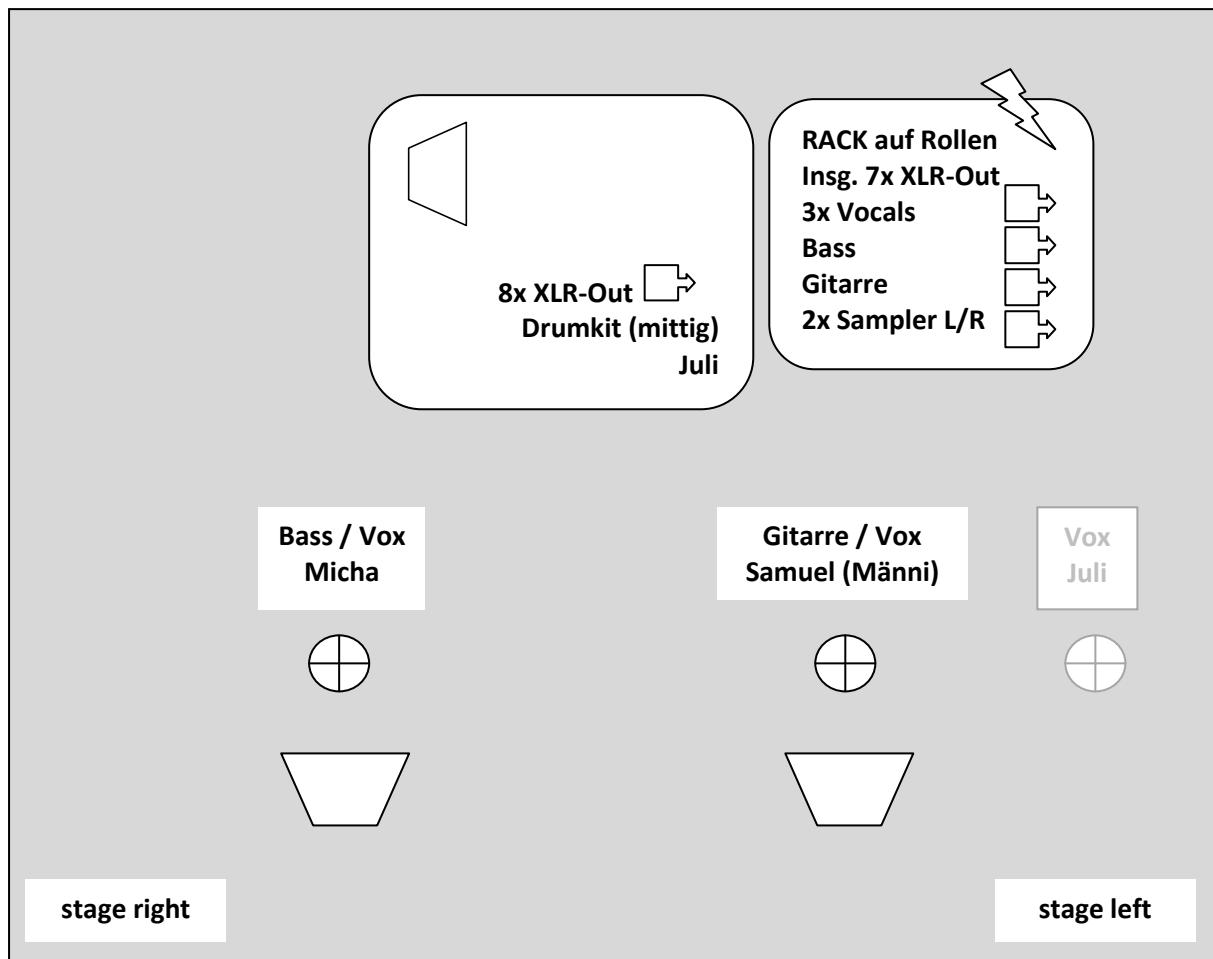 RACK auf Rollen
Insg. 7x XLR-Out
3x Vocals
Bass
Gitarre
2x Sampler L/R
8x XLR-Out
Drumkit (mittig)
Juli
Bass / Vox
Micha
Gitarre / Vox
Samuel (Männi)
Vox
Juli
stage right
stage left